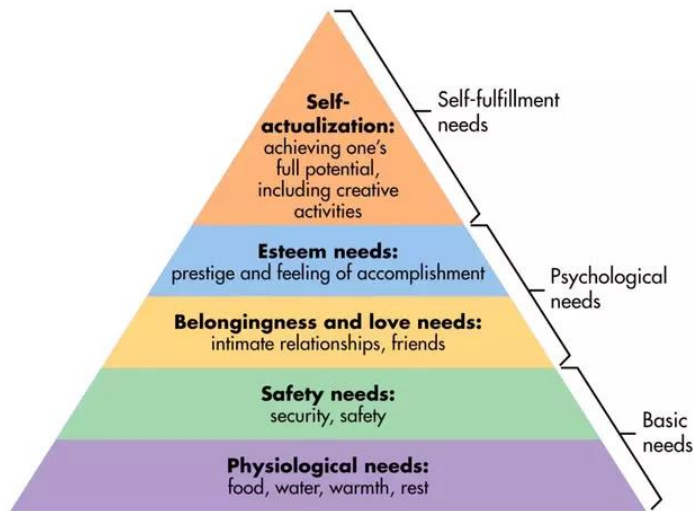 Self-
actualization:
achieving one's
full potential,
including creative
activities
Self-fulfillment
needs
Esteem needs:
prestige and feeling of accomplishment
Psychological
needs
Belongingness and love needs:
intimate relationships, friends
Safety needs:
security, safety
Basic
needs
Physiological needs:
food, water, warmth, rest